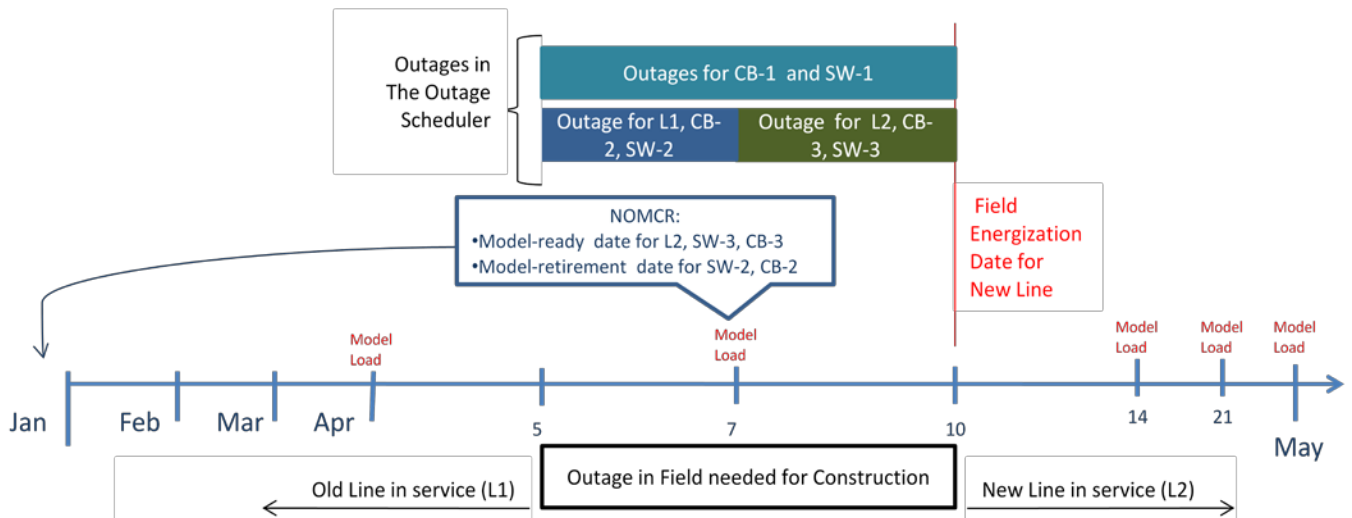 Outages in
The Outage
Scheduler
Outages for CB-1 and SW-1
Outage for L1, CB-
2, SW-2
Outage for L2, CB-
3, SW-3
NOMCR:
•Model-ready date for L2, SW-3, CB-3
•Model-retirement date for SW-2, CB-2
Field
Energization
Date for
New Line
Model
Load
Model
Load
Model
Load
Model
Load
Model
Load
Jan
Feb
Mar
Apr
5
7
10
14
21
May
Old Line in service (L1)
Outage in Field needed for Construction
New Line in service (L2)